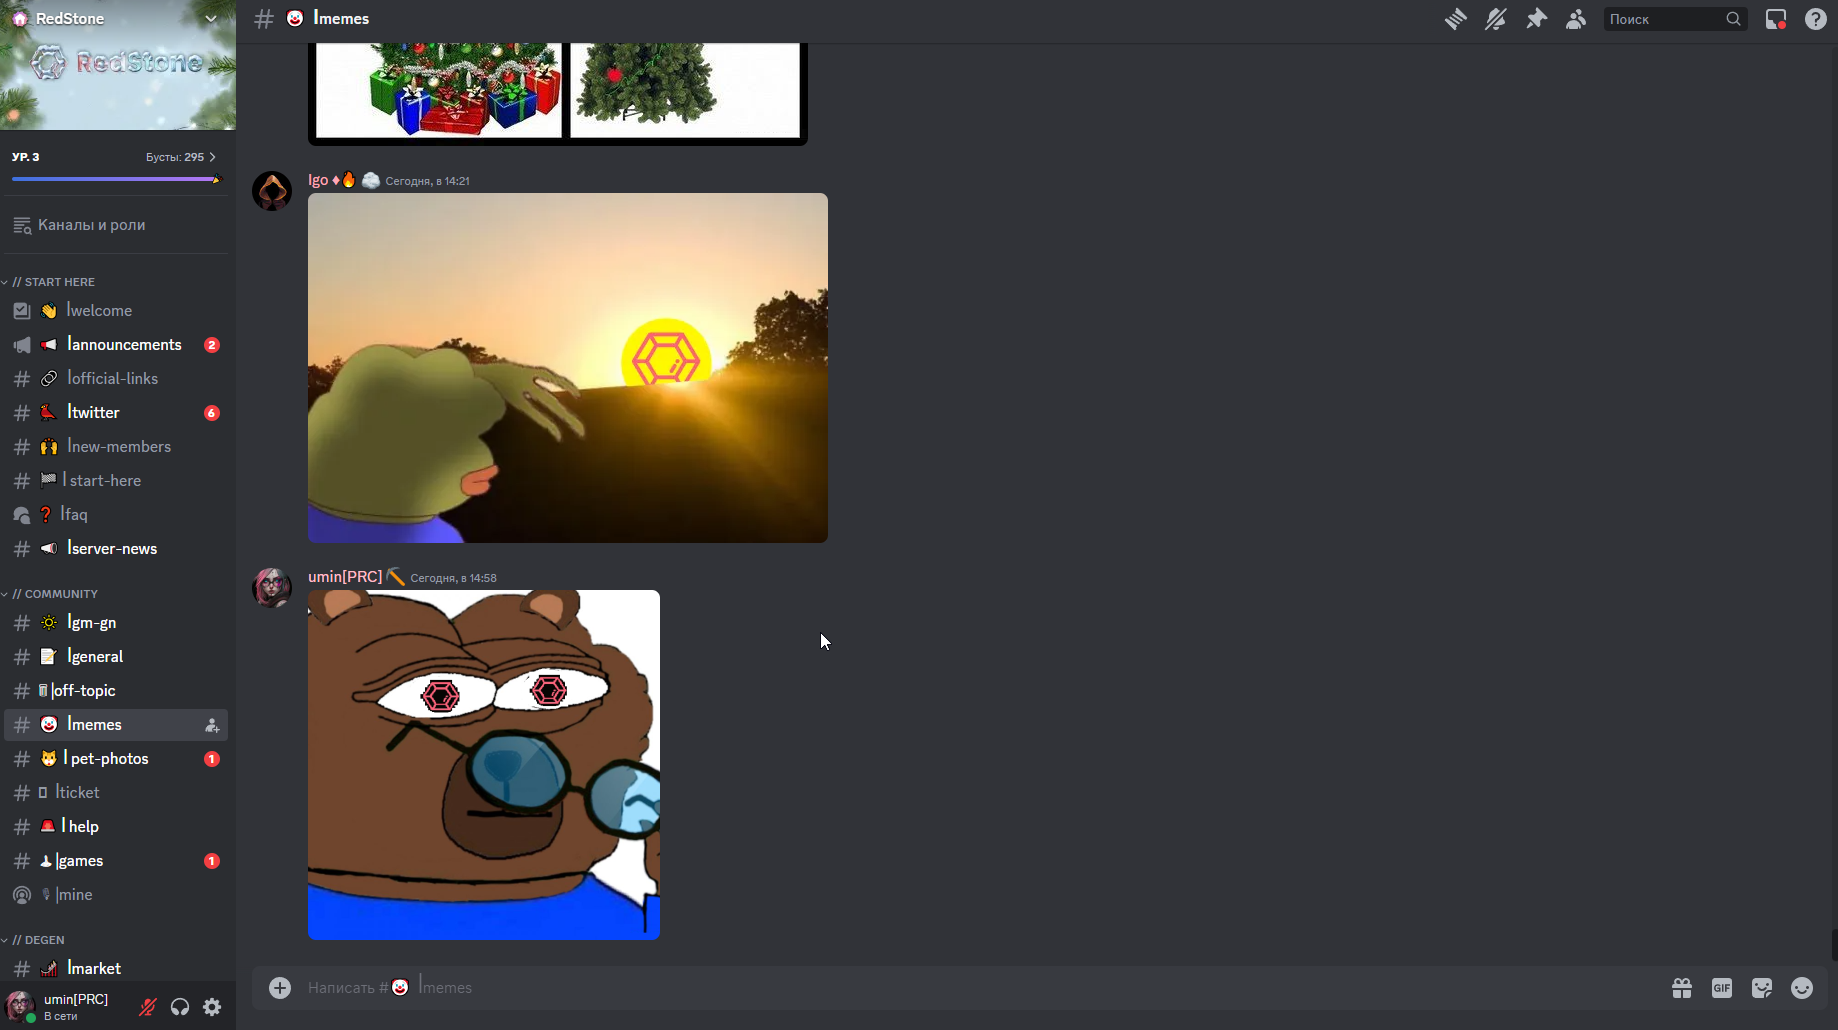 RedStone
RedStone
УР. 3
Бусты: 295
Каналы и роли
// START HERE
|welcome
|announcements
2
|official-links
|twitter
6
|new-members
| start-here
|faq
|server-news
// COMMUNITY
|gm-gn
|general
|off-topic
|memes
| pet-photos
1
|ticket
| help
|games
1
|mine
// DEGEN
|market
umin[PRC]
В сети
|memes
Поиск
Igo
Сегодня, в 14:21
umin[PRC]
Сегодня, в 14:58
Написать # |memes
GIF